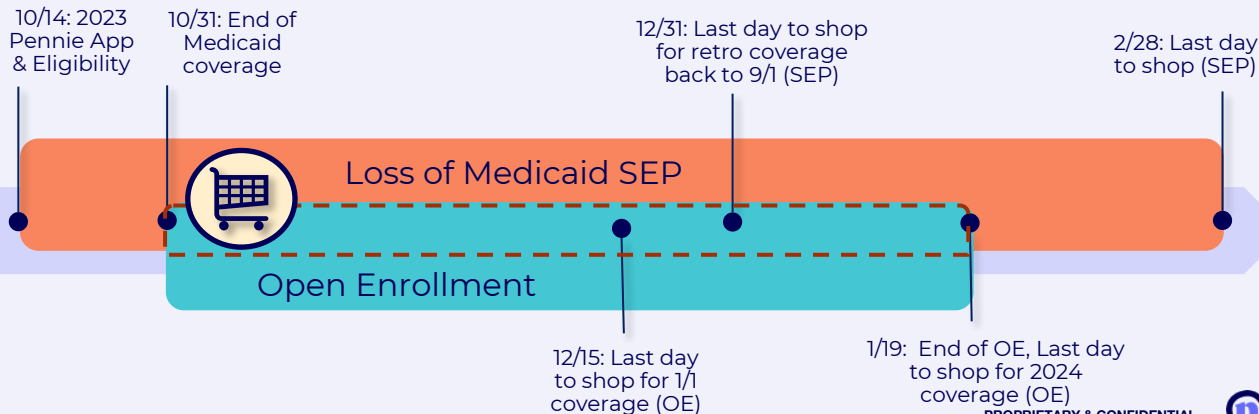 10/14: 2023
Pennie App
& Eligibility
10/31: End of
Medicaid
coverage
12/31: Last day to shop
for retro coverage
back to 9/1 (SEP)
2/28: Last day
to shop (SEP)
Loss of Medicaid SEP
Open Enrollment
12/15: Last day
to shop for 1/1
coverage (OE)
1/19: End of OE, Last day
to shop for 2024
coverage (OE)
PROPRIETARY & CONFIDENTIAL